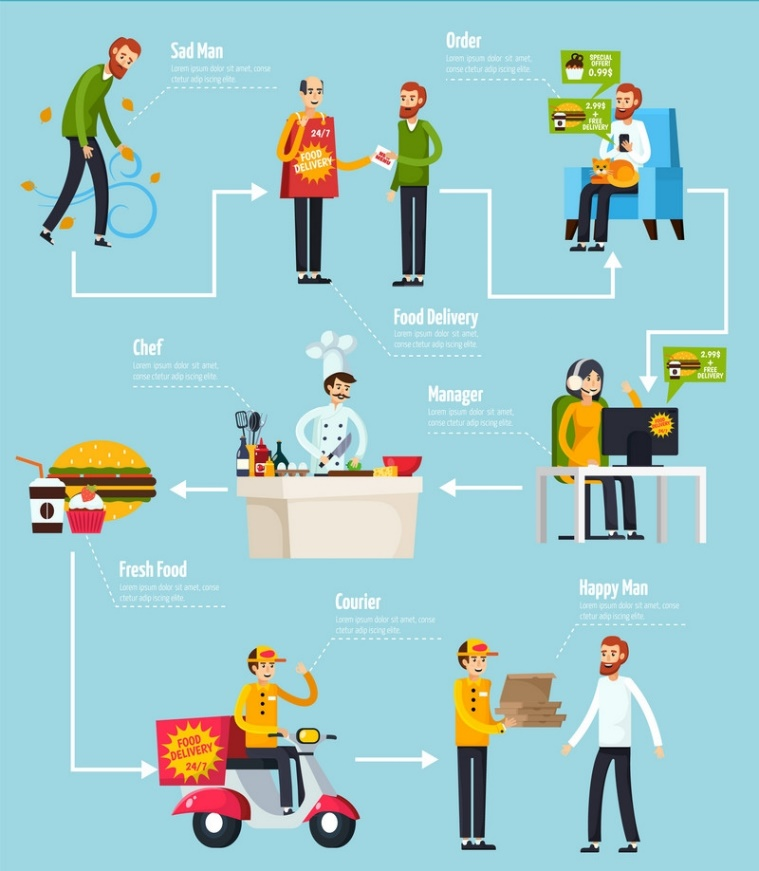 Sad Man
Lorem ipsum dolor sit amet, conse
ctetur adip iscing elite.
Order
Lorem ipsum dolor sit amet, conse
ctetur adip iscing elite.
SPECIAL
OFFER!
0.99$
2.99$
+
FREE
DELIVERY
24/7
FOOD
DELIVERY
MENU
Food Delivery
Lorem ipsum dolor sit amet,
conse ctetur adip iscing elite.
Chef
Lorem ipsum dolor sit amet,
conse ctetur adip iscing elite.
Manager
Lorem ipsum dolor sit amet,
conse ctetur adip iscing elite.
2.99$
+
FREE
DELIVERY
FOOD
DELIVERY
Fresh Food
Lorem ipsum dolor sit amet, conse
ctetur adip iscing elite.
Courier
Lorem ipsum dolor sit amet, conse
ctetur adip iscing elite.
Happy Man
Lorem ipsum dolor sit amet, conse
ctetur adip iscing elite.
FOOD
DELIVERY
24/7